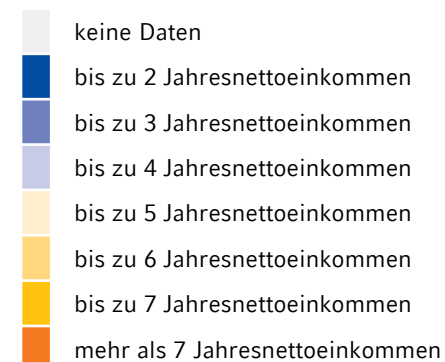 keine Daten
bis zu 2 Jahresnettoeinkommen
bis zu 3 Jahresnettoeinkommen
bis zu 4 Jahresnettoeinkommen
bis zu 5 Jahresnettoeinkommen
bis zu 6 Jahresnettoeinkommen
bis zu 7 Jahresnettoeinkommen
mehr als 7 Jahresnettoeinkommen